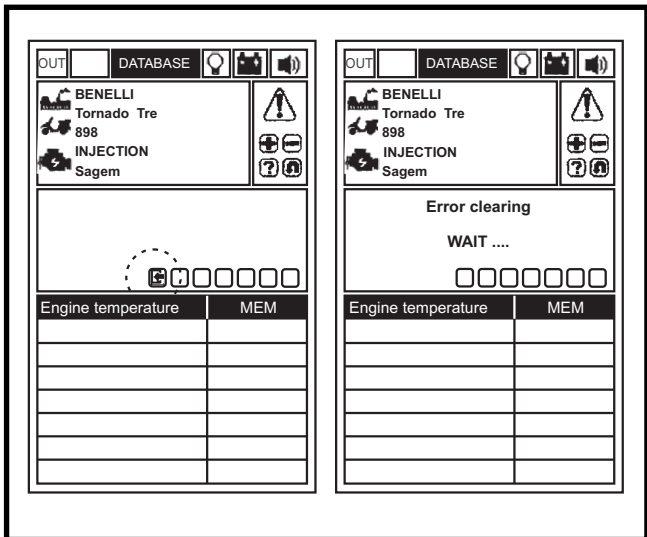 OUT DATABASE
BENELLI
Tornado Tre
898
INJECTION
Sagem
?
Engine temperature MEM
OUT DATABASE
BENELLI
Tornado Tre
898
INJECTION
Sagem
?
Error clearing
WAIT ....
Engine temperature MEM